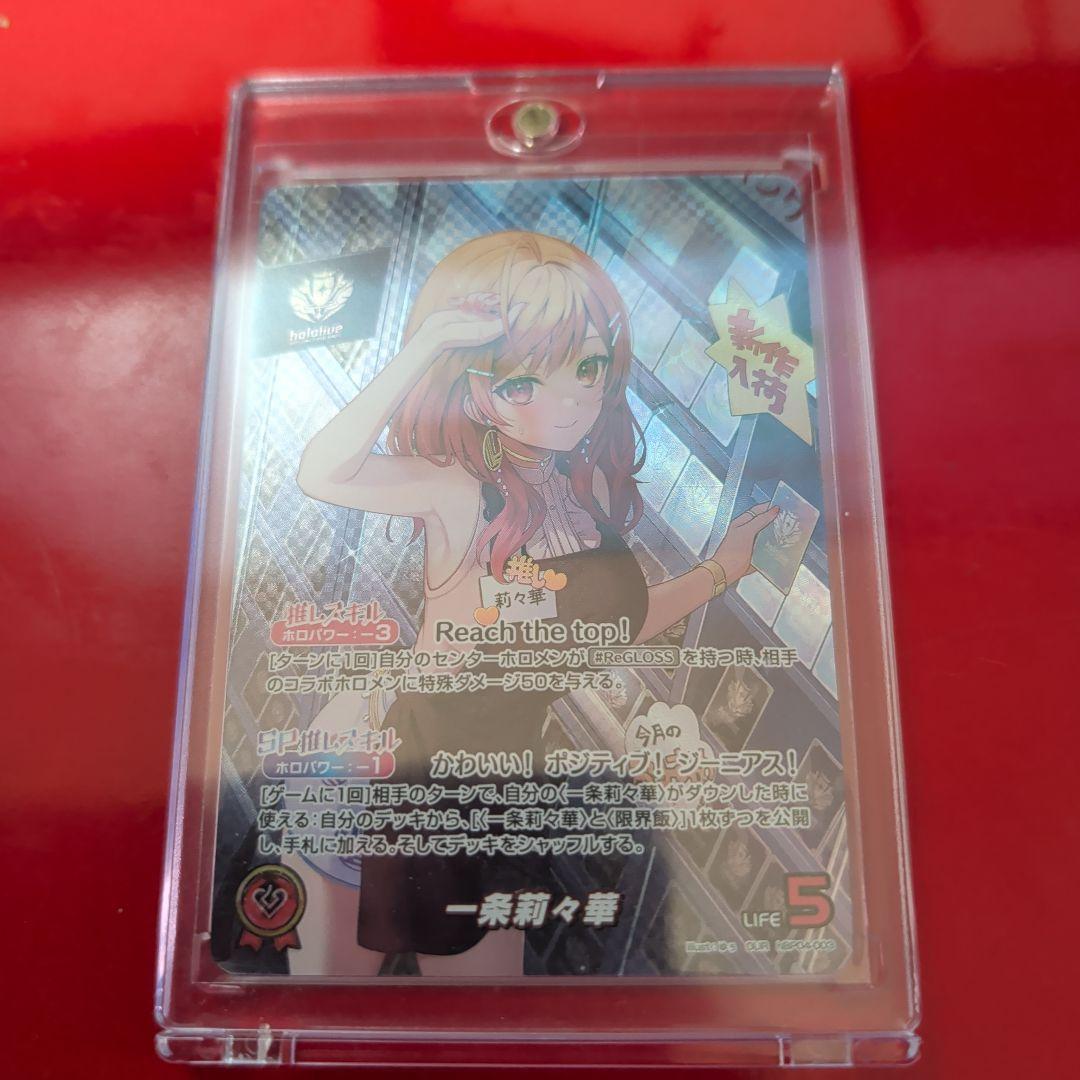 hololive
新作
入荷
推し
莉々華
推しスキル
ホロパワー:-3
Reach the top!
[ターンに1回]自分のセンターホロメンが #ReGLOSS を持つ時、相手
のコラボホロメンに特殊ダメージ50を与える。
今月の
SP推しスキル
ホロパワー:-1
かわいい! ポジティブ! ジーニアス!
[ゲームに1回]相手のターンで、自分の〈一条莉々華〉がダウンした時に
使える:自分のデッキから、[〈一条莉々華〉と〈限界飯〉]1枚ずつを公開
し、手札に加える。そしてデッキをシャッフルする。
一条莉々華
LIFE 5
OUR hBP04-003